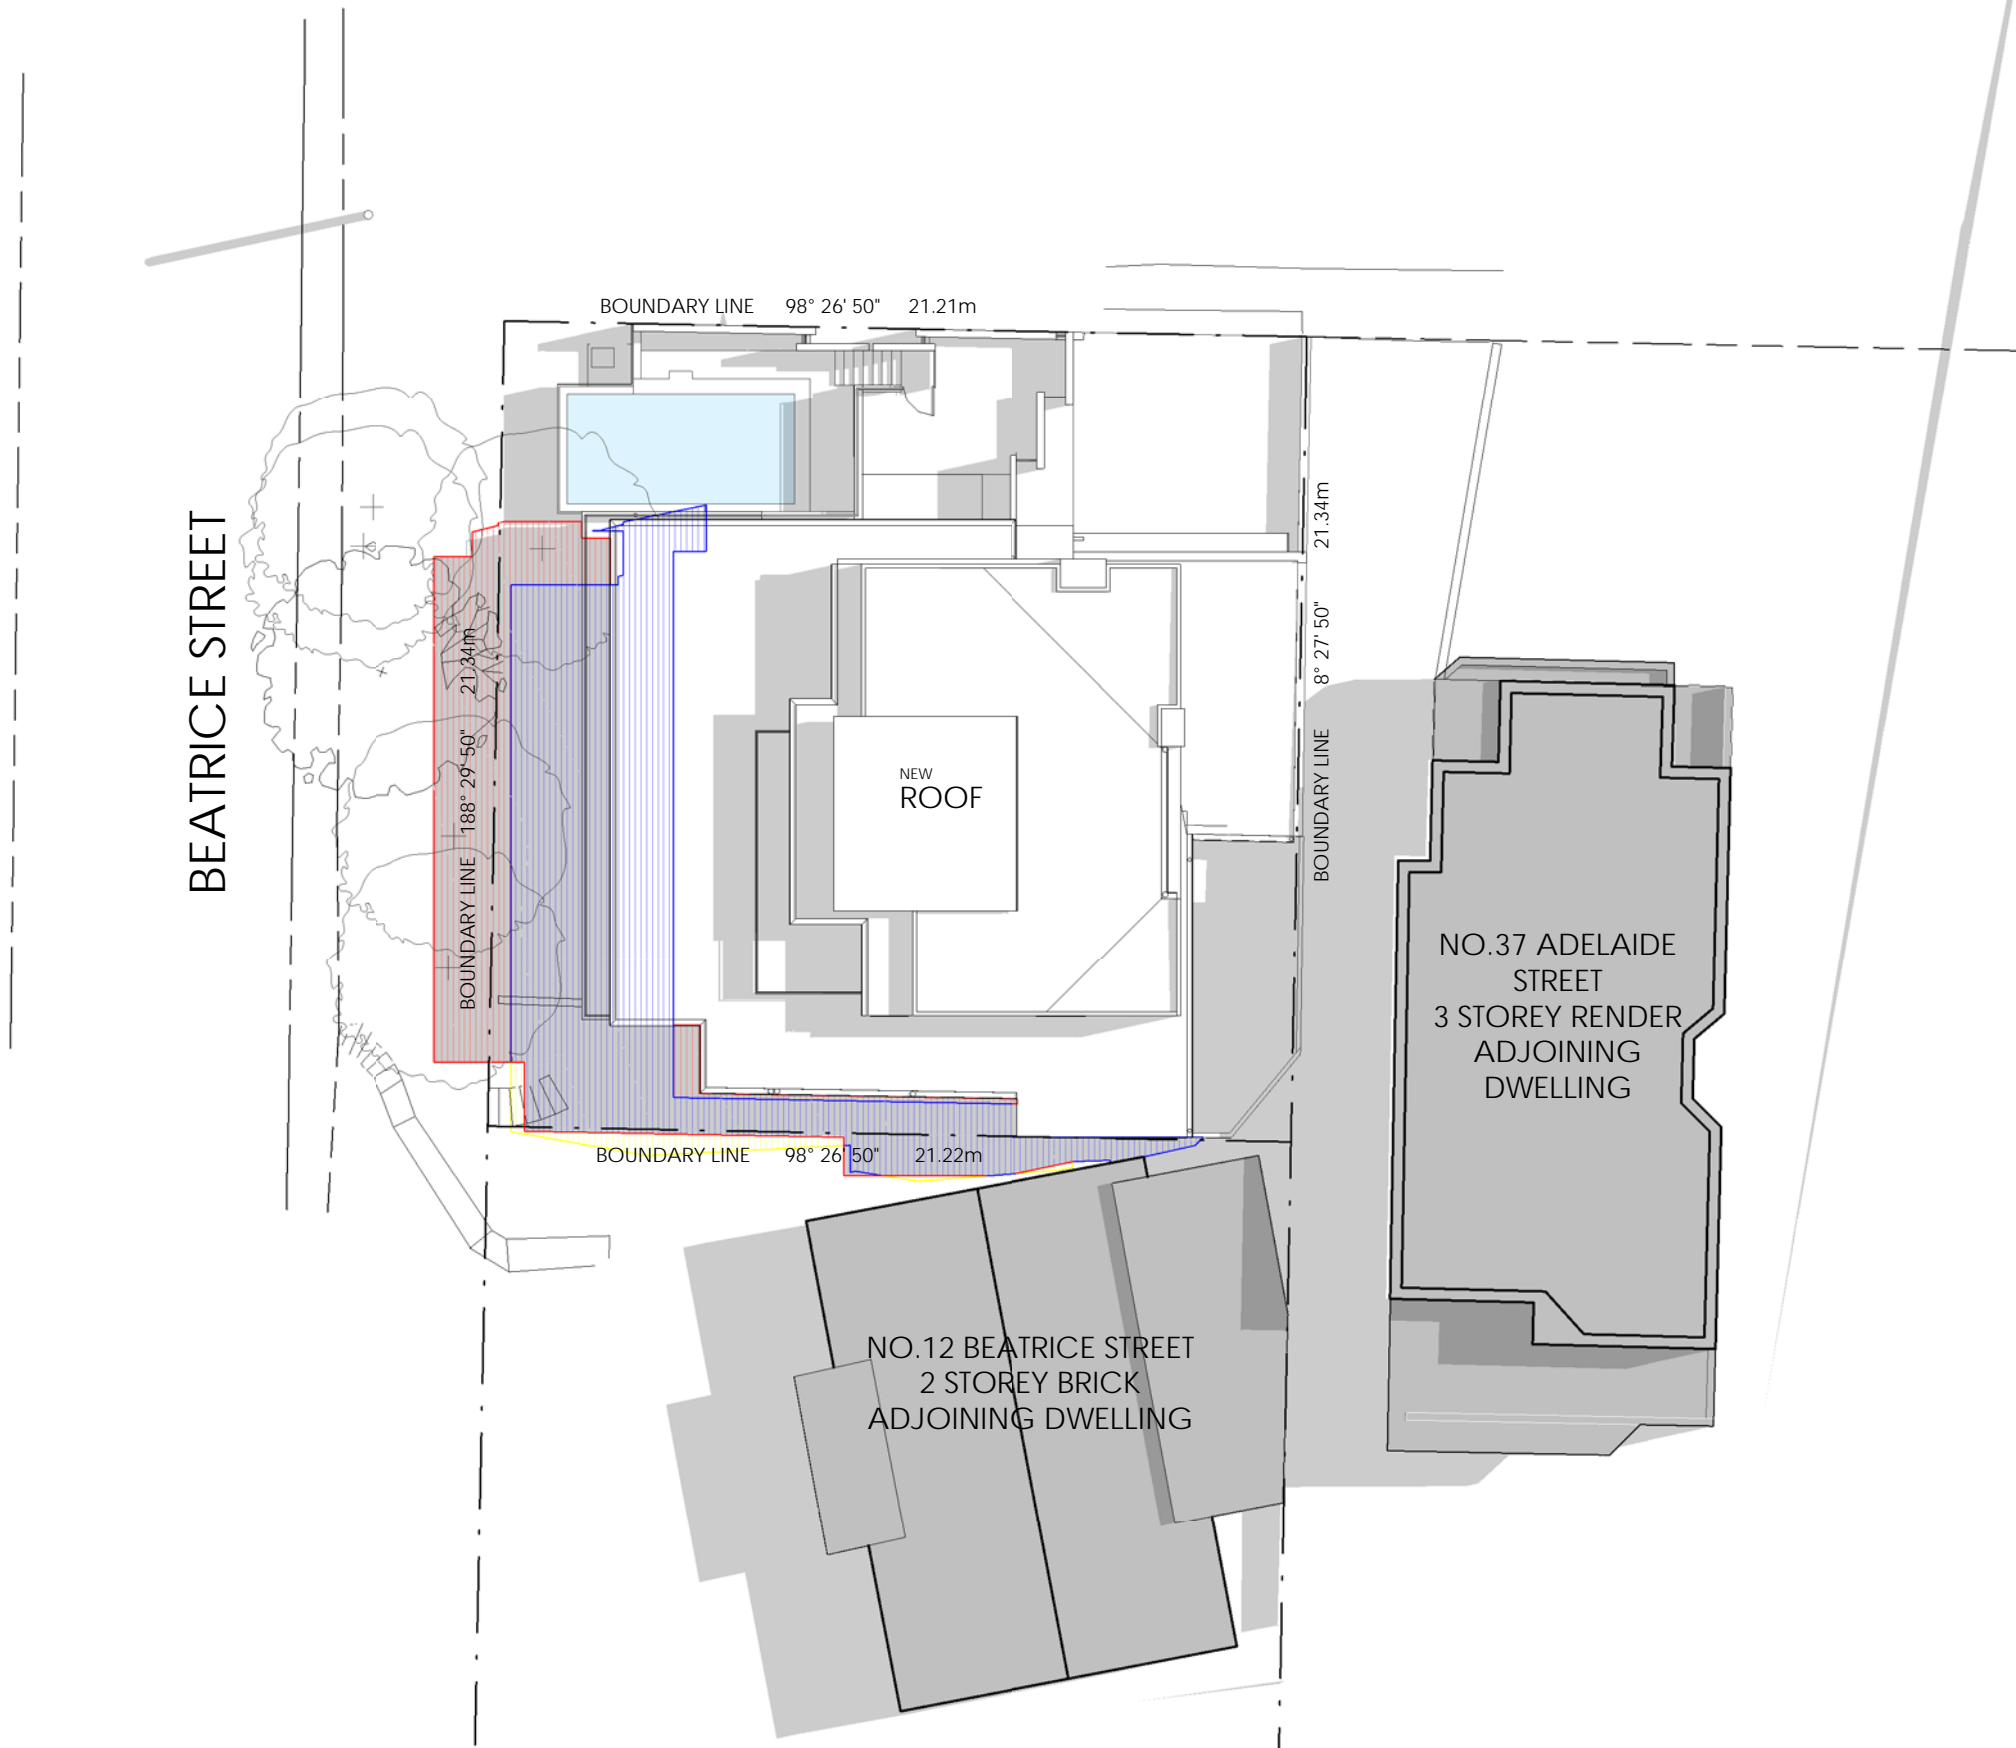 BOUNDARY LINE 98° 26' 50" 21.21m
BEATRICE STREET
BOUNDARY LINE 188° 29' 50" 21.34m
BOUNDARY LINE 8° 27' 50" 21.34m
NEW
ROOF
NO.37 ADELAIDE
STREET
3 STOREY RENDER
ADJOINING
DWELLING
BOUNDARY LINE 98° 26' 50" 21.22m
NO.12 BEATRICE STREET
2 STOREY BRICK
ADJOINING DWELLING